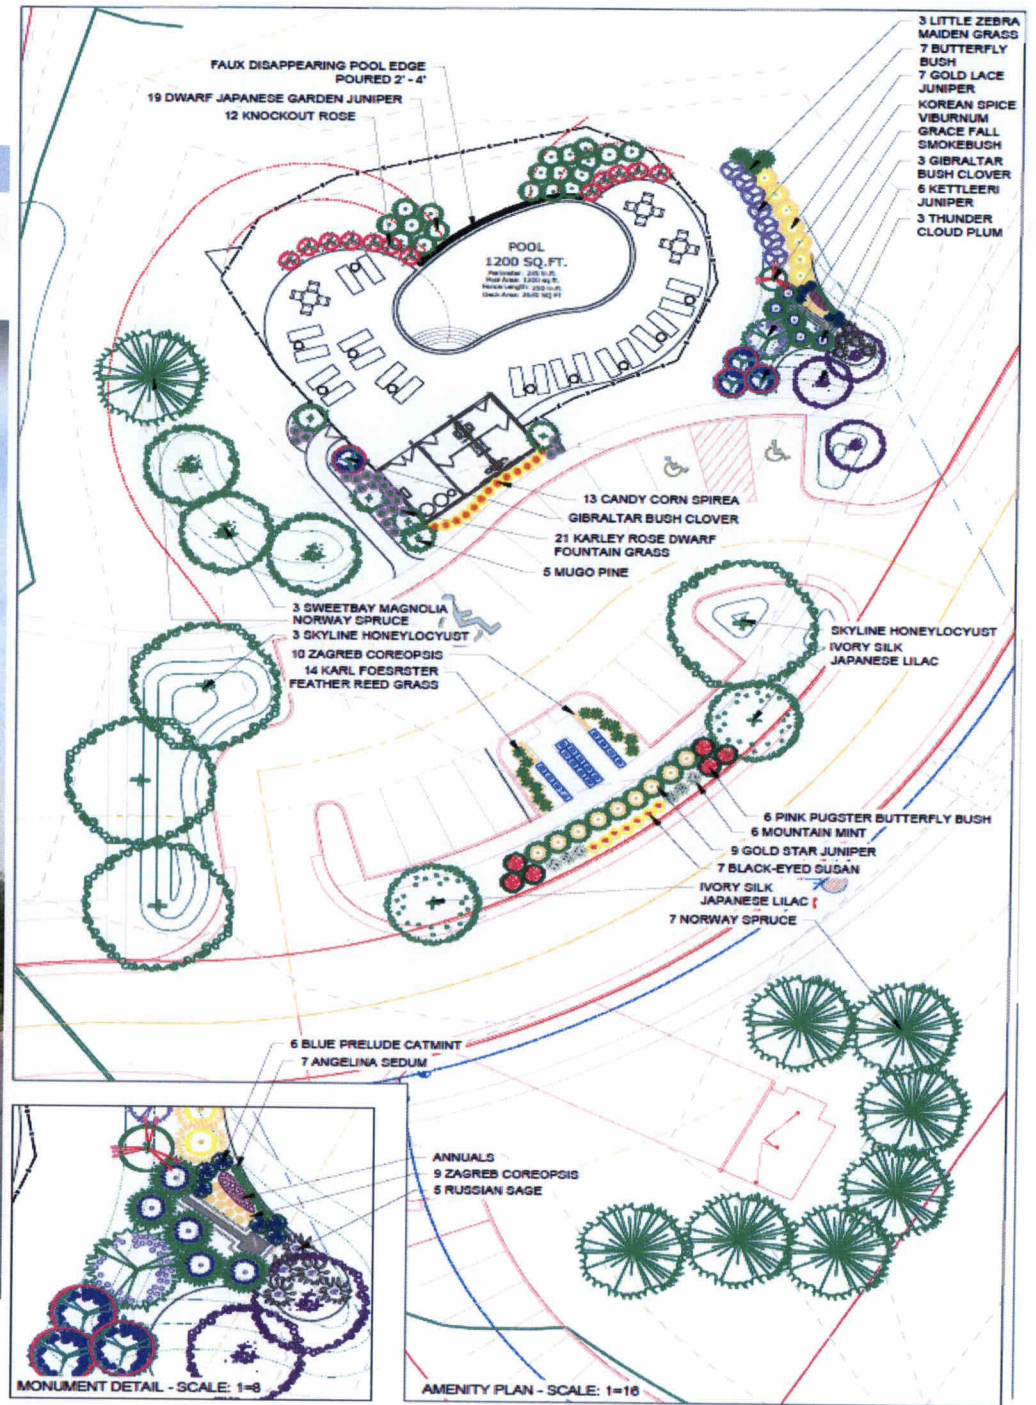 3 LITTLE ZEBRA
MAIDEN GRASS
7 BUTTERFLY
BUSH
7 GOLD LACE
JUNIPER
KOREAN SPICE
VIBURNUM
GRACE FALL
SMOKEBUSH
3 GIBRALTAR
BUSH CLOVER
6 KETTLEERI
JUNIPER
3 THUNDER
CLOUD PLUM
FAUX DISAPPEARING POOL EDGE
POURED 2' - 4'
19 DWARF JAPANESE GARDEN JUNIPER
12 KNOCKOUT ROSE
POOL
1200 SQ.FT.
Pool Area: 1200 sq.ft.
13 CANDY CORN SPIREA
GIBRALTAR BUSH CLOVER
21 KARLEY ROSE DWARF
FOUNTAIN GRASS
5 MUGO PINE
3 SWEETBAY MAGNOLIA
NORWAY SPRUCE
3 SKYLINE HONEYLOCYUST
10 ZAGREB COREOPSIS
14 KARL FOESRSTER
FEATHER REED GRASS
SKYLINE HONEYLOCYUST
IVORY SILK
JAPANESE LILAC
6 PINK PUGSTER BUTTERFLY BUSH
6 MOUNTAIN MINT
9 GOLD STAR JUNIPER
7 BLACK-EYED SUSAN
IVORY SILK
JAPANESE LILAC
7 NORWAY SPRUCE
6 BLUE PRELUDE CATMINT
7 ANGELINA SEDUM
ANNUALS
9 ZAGREB COREOPSIS
5 RUSSIAN SAGE
MONUMENT DETAIL - SCALE: 1=8
AMENITY PLAN - SCALE: 1=16